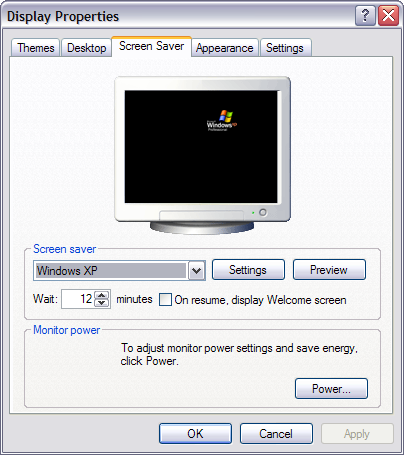 Display Properties
Themes Desktop Screen Saver Appearance Settings
Windows XP
Professional
Screen saver
Windows XP Settings Preview
Wait: 12 minutes On resume, display Welcome screen
Monitor power
To adjust monitor power settings and save energy,
click Power.
Power...
OK Cancel Apply